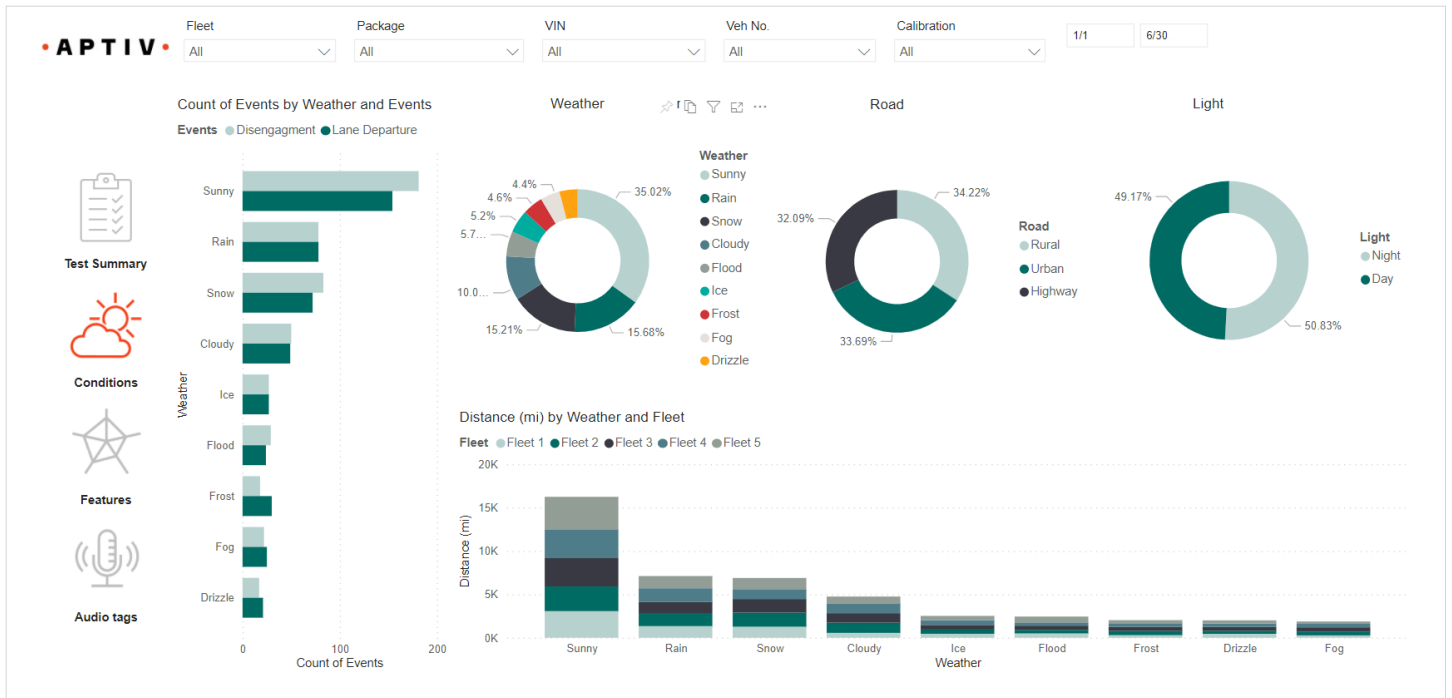 • APTIV •
Fleet
All
Package
All
VIN
All
Veh No.
All
Calibration
All
1/1
6/30
Test Summary
Conditions
Features
Audio tags
Count of Events by Weather and Events
Events Disengagment Lane Departure
Weather
Sunny
Rain
Snow
Cloudy
Ice
Flood
Frost
Fog
Drizzle
0 100 200
Count of Events
Weather
35.02%
15.68%
15.21%
10.0...
5.7...
5.2%
4.6%
4.4%
Weather
Sunny
Rain
Snow
Cloudy
Flood
Ice
Frost
Fog
Drizzle
Road
34.22%
33.69%
32.09%
Road
Rural
Urban
Highway
Light
49.17%
50.83%
Light
Night
Day
Distance (mi) by Weather and Fleet
Fleet Fleet 1 Fleet 2 Fleet 3 Fleet 4 Fleet 5
Distance (mi)
20K
15K
10K
5K
0K
Sunny Rain Snow Cloudy Ice Flood Frost Drizzle Fog
Weather